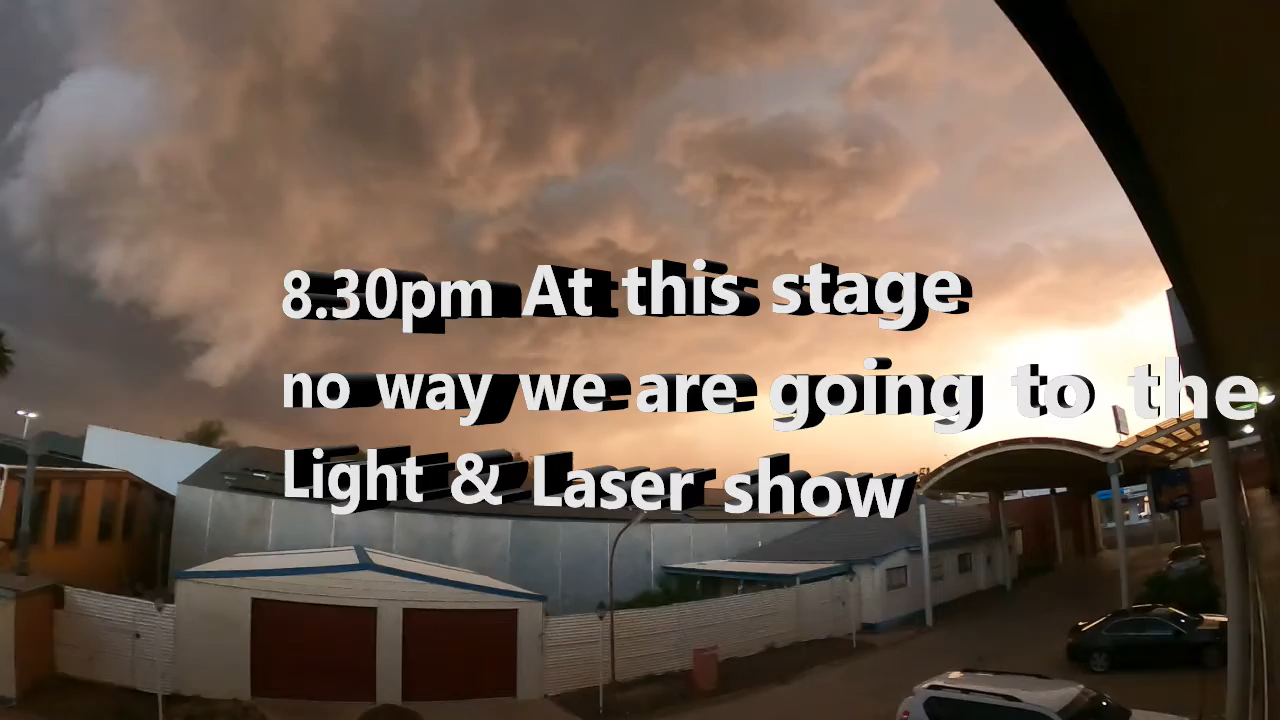 8.30pm At this stage
no way we are going to the
Light & Laser show